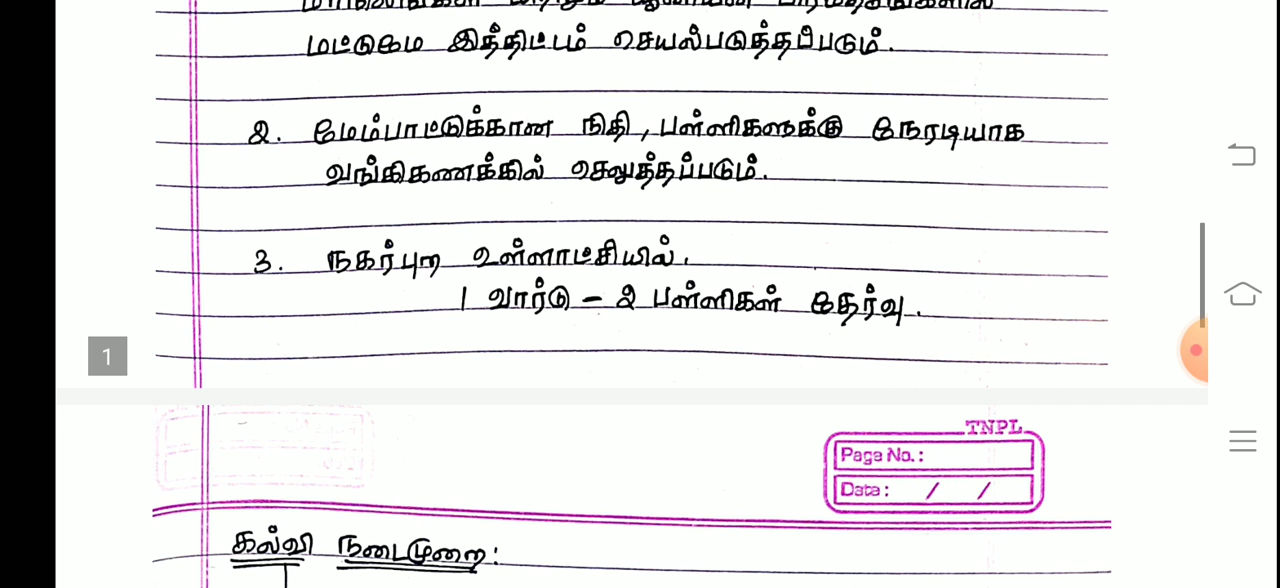 மட்டுமே இத்திட்டம் செயல்படுத்தப்படும்.
2. மேம்பாட்டுக்கான நிதி, பள்ளிகளுக்கு நேரடியாக
வங்கிகணக்கில் செலுத்தப்படும்.
3. நகர்புற உள்ளாட்சியில்.
1 வார்டு - 2 பள்ளிகள் தேர்வு.
1
TNPL
Page No.:
Date: / /
கல்வி நடைமுறை: